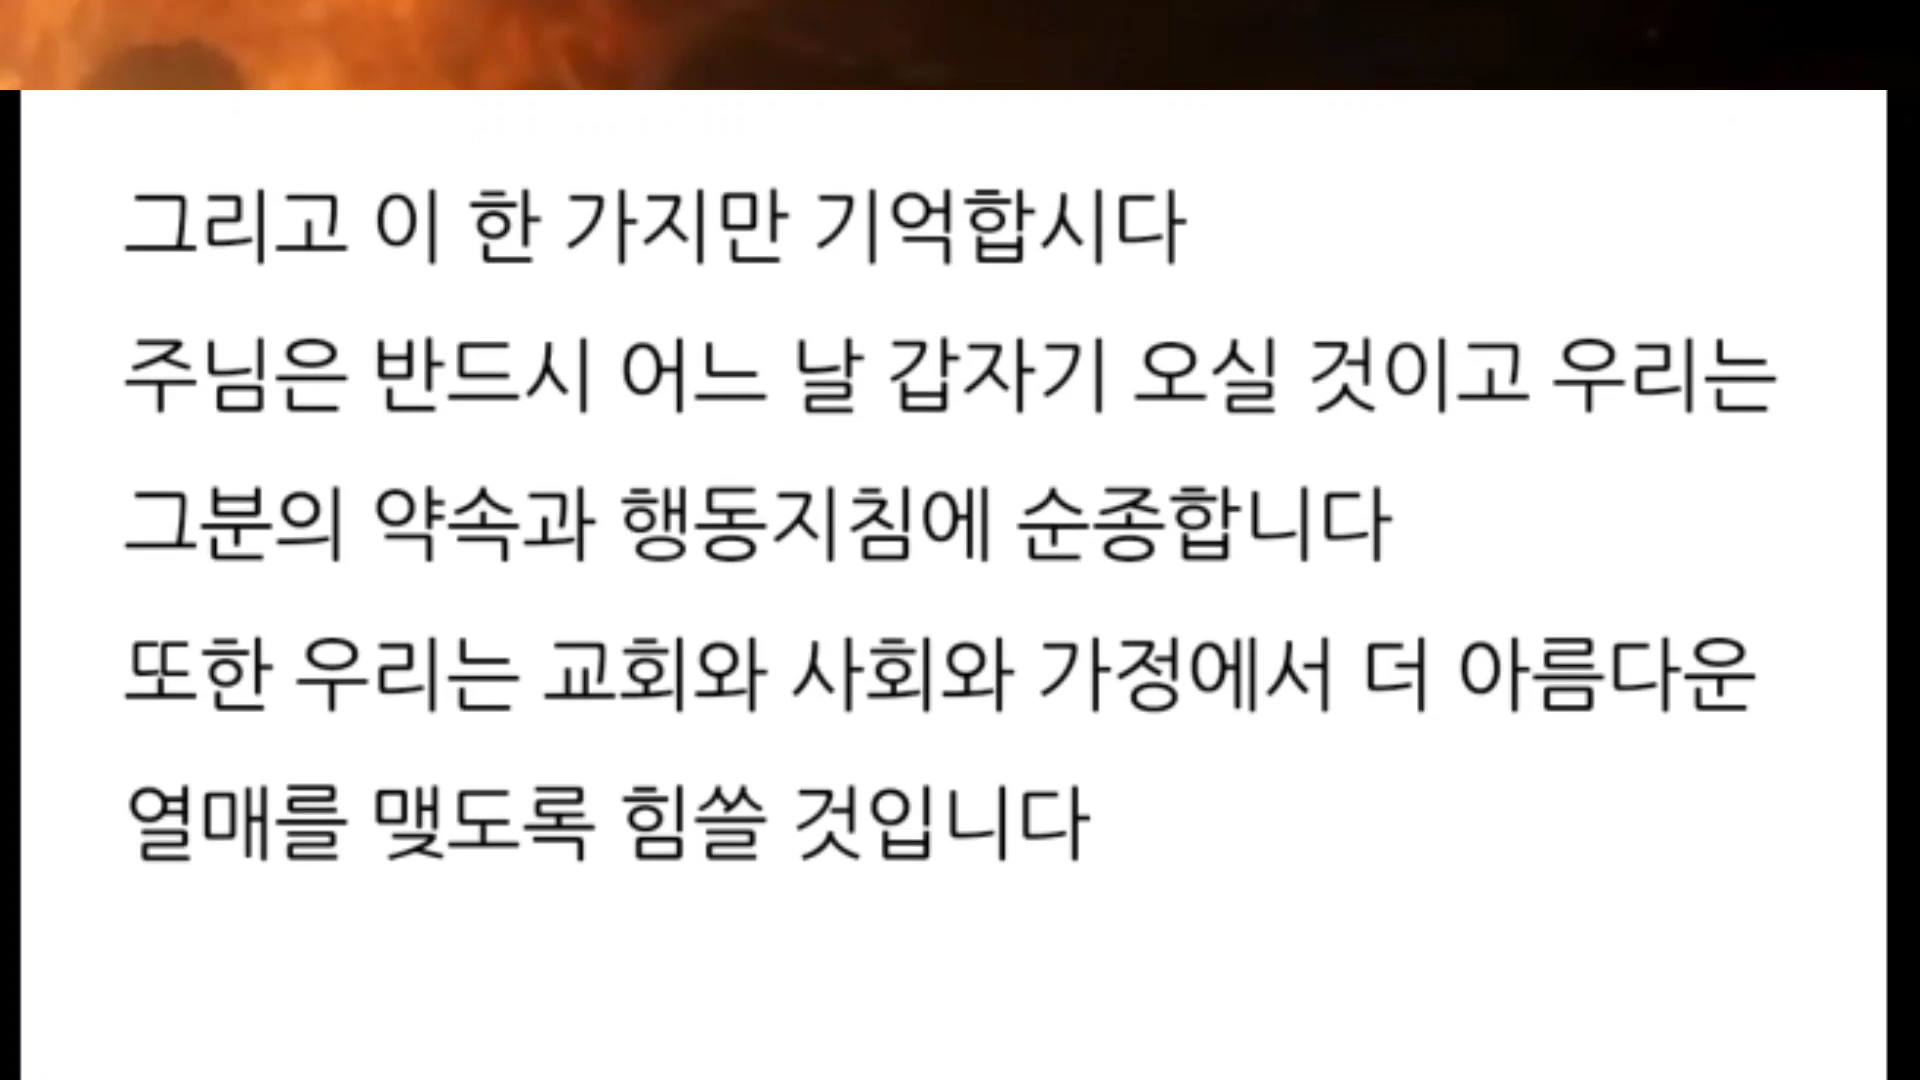 그리고 이 한 가지만 기억합시다
주님은 반드시 어느 날 갑자기 오실 것이고 우리는
그분의 약속과 행동지침에 순종합니다
또한 우리는 교회와 사회와 가정에서 더 아름다운
열매를 맺도록 힘쓸 것입니다